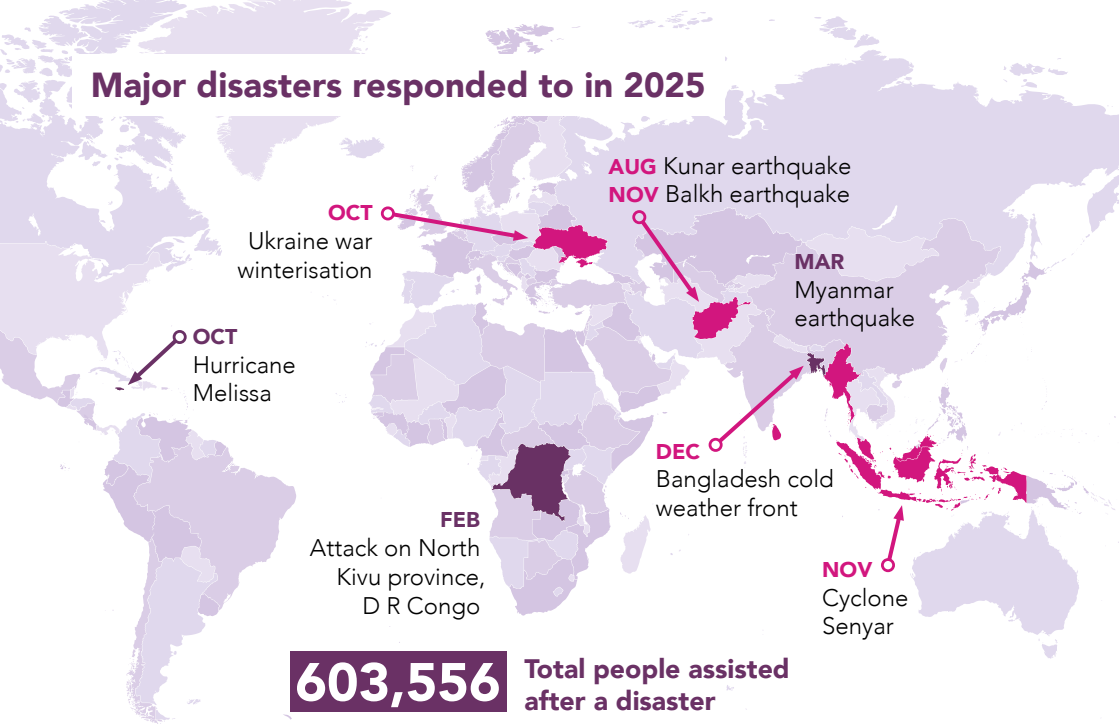 Major disasters responded to in 2025
AUG Kunar earthquake
NOV Balkh earthquake
OCT
Ukraine war
winterisation
MAR
Myanmar
earthquake
OCT
Hurricane
Melissa
DEC
Bangladesh cold
weather front
FEB
Attack on North
Kivu province,
D R Congo
NOV
Cyclone
Senyar
603,556
Total people assisted
after a disaster